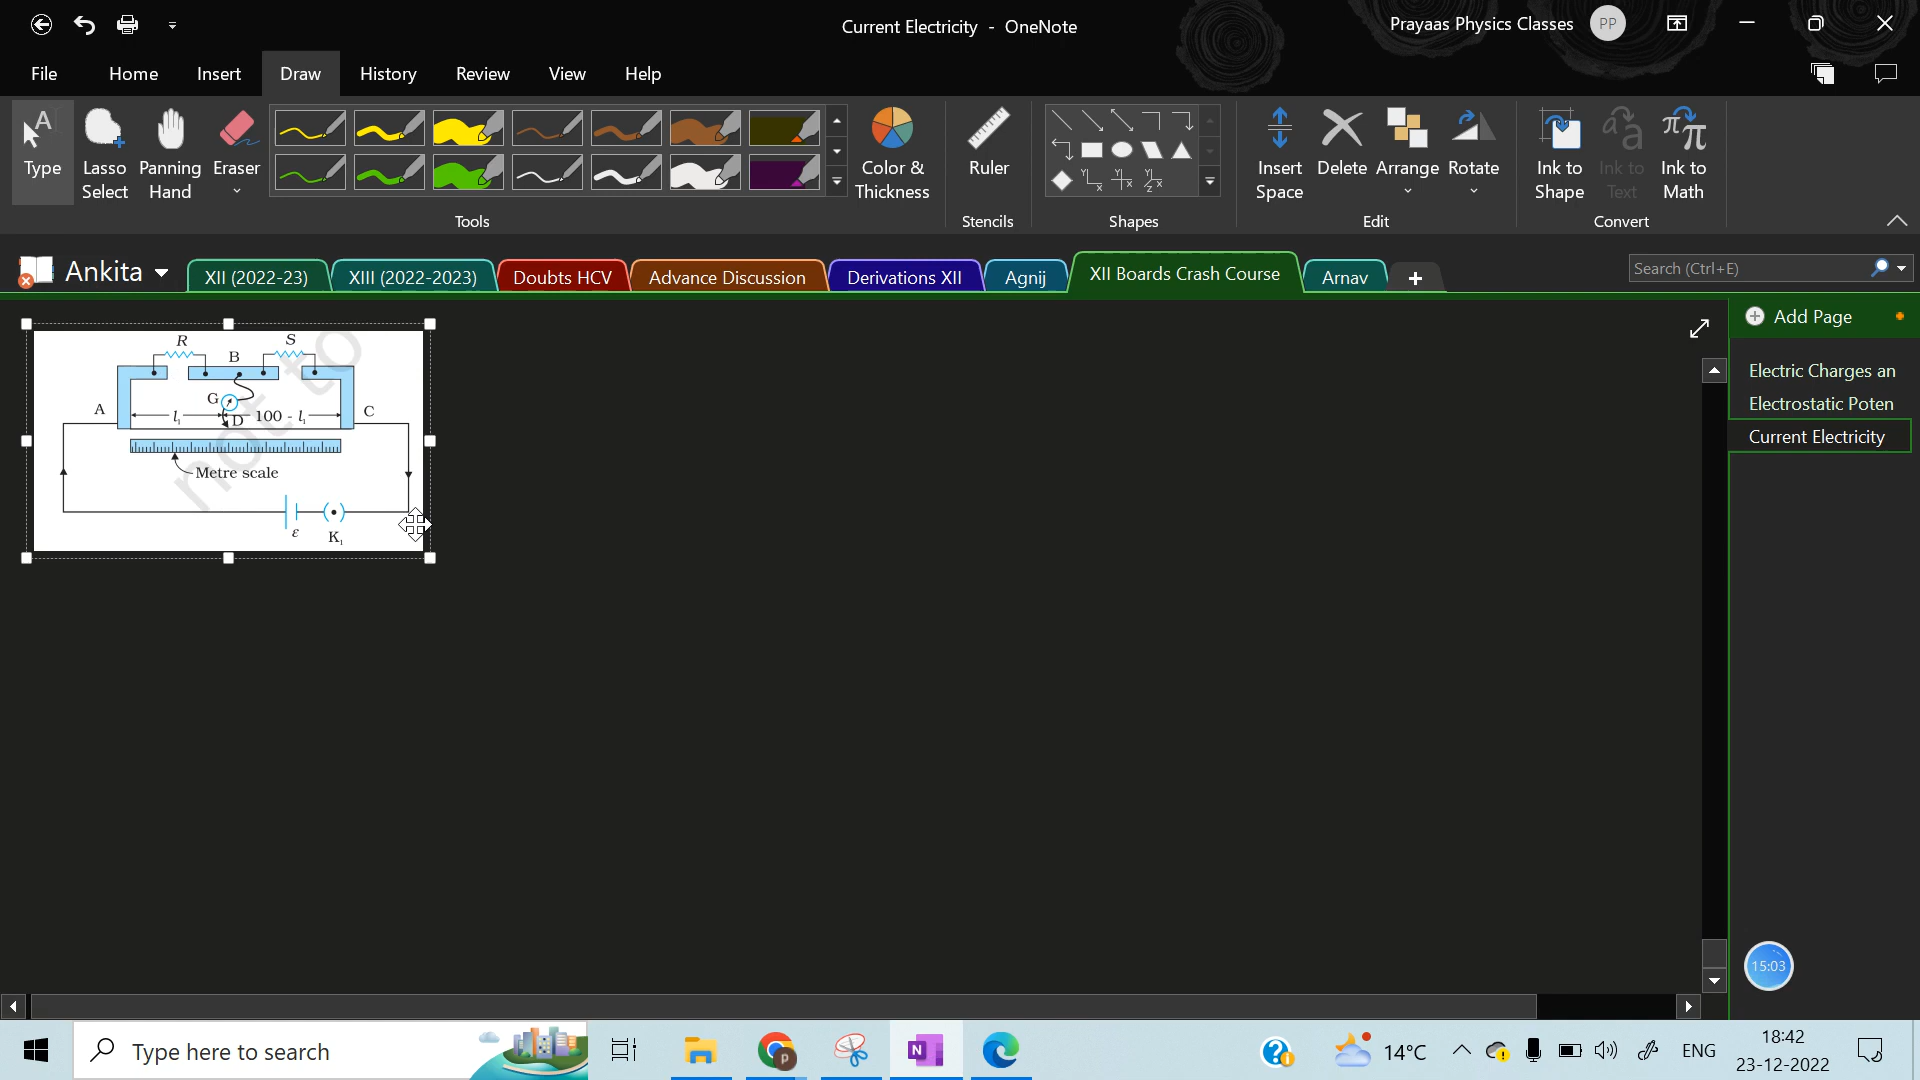 Current Electricity - OneNote
Prayaas Physics Classes
PP
File
Home
Insert
Draw
History
Review
View
Help
Type
Lasso
Select
Panning
Hand
Eraser
Color &
Thickness
Ruler
Insert
Space
Delete
Arrange
Rotate
Ink to
Shape
Ink to
Text
Ink to
Math
Tools
Stencils
Shapes
Edit
Convert
Ankita
XII (2022-23)
XIII (2022-2023)
Doubts HCV
Advance Discussion
Derivations XII
Agnij
XII Boards Crash Course
Arnav
Search (Ctrl+E)
Add Page
Electric Charges an
Electrostatic Poten
Current Electricity
R
S
B
G
A
l₁
D
100 - l₁
C
Metre scale
ε
K₁
not to
15:03
Type here to search
14°C
ENG
18:42
23-12-2022